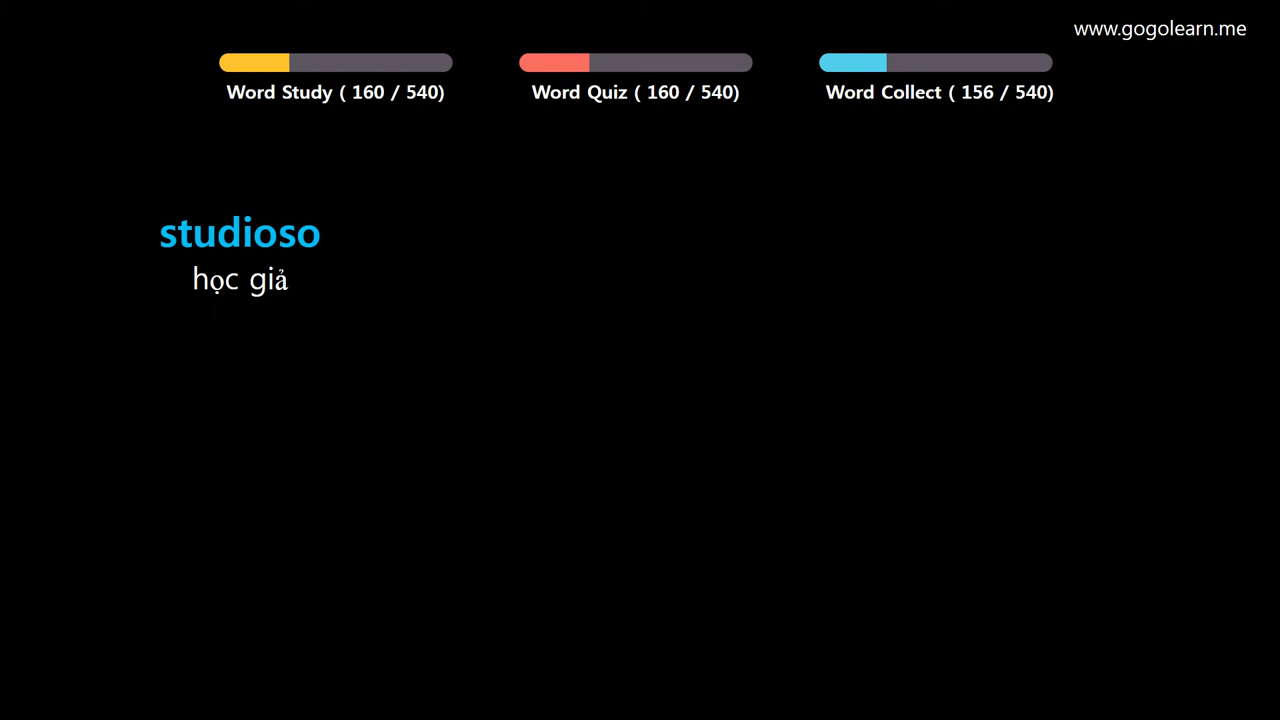 www.gogolearn.me
Word Study ( 160 / 540)
Word Quiz ( 160 / 540)
Word Collect ( 156 / 540)
studioso
học giả